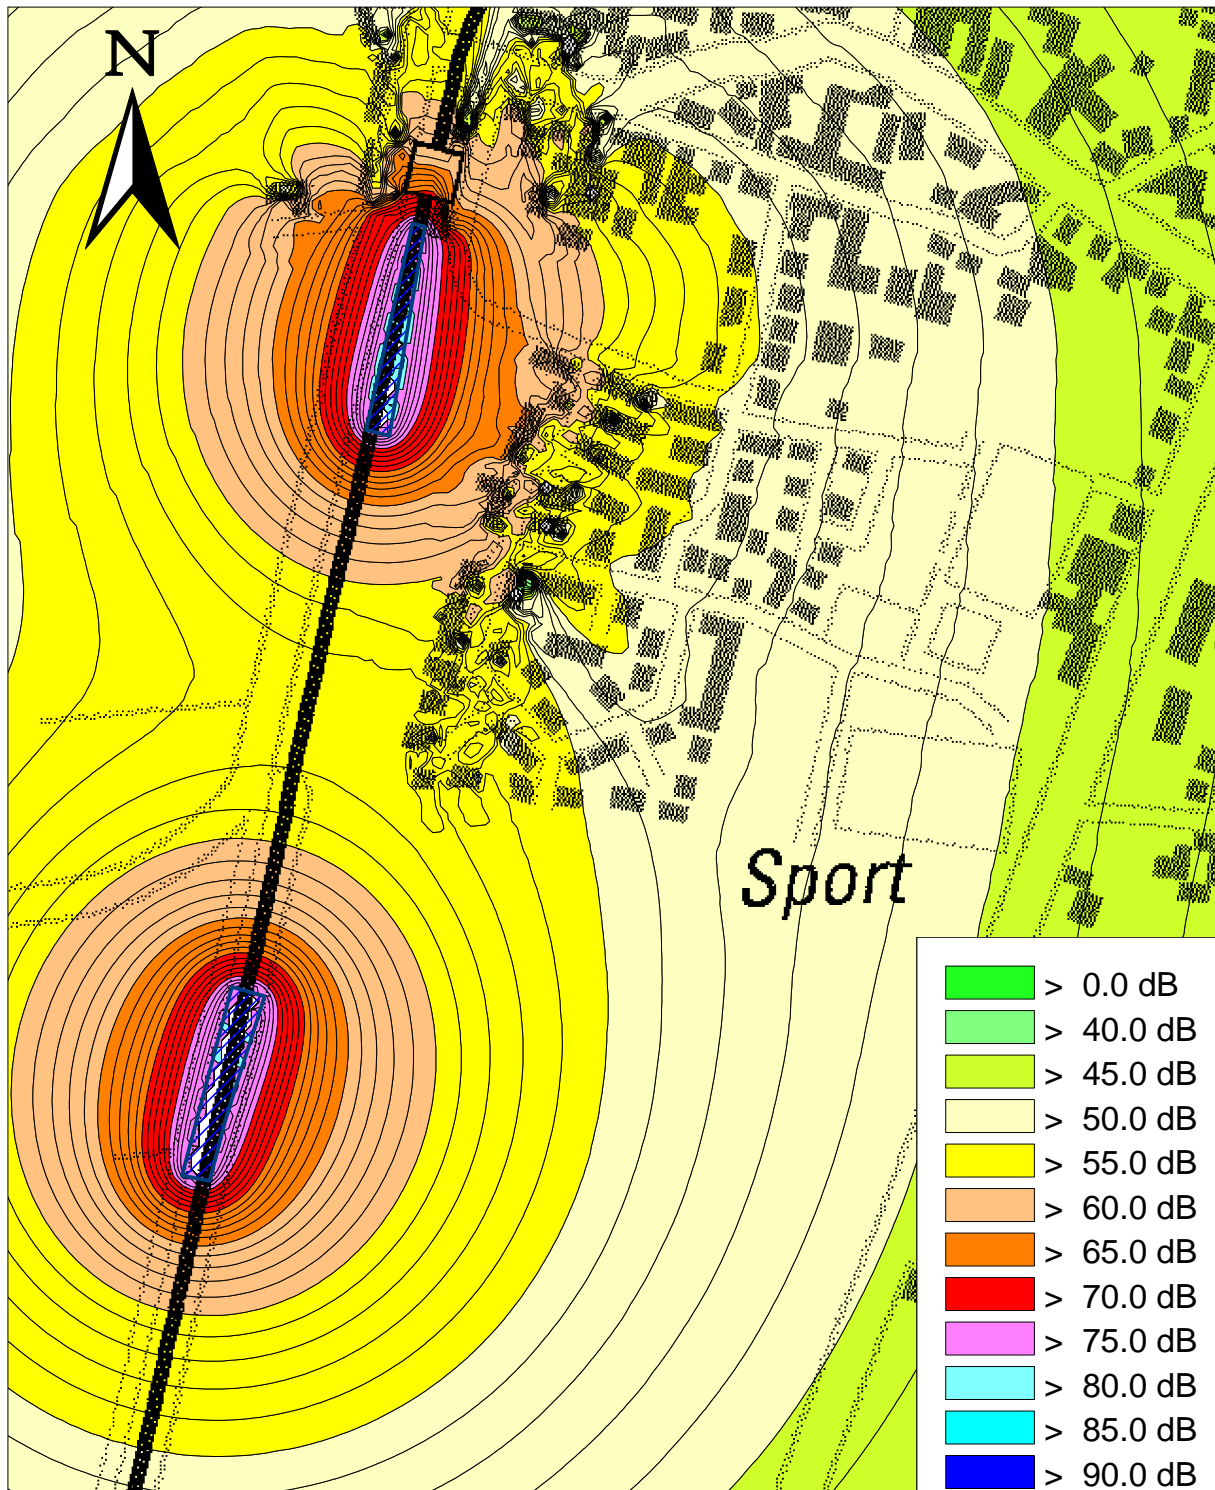 N
Sport
> 0.0 dB
> 40.0 dB
> 45.0 dB
> 50.0 dB
> 55.0 dB
> 60.0 dB
> 65.0 dB
> 70.0 dB
> 75.0 dB
> 80.0 dB
> 85.0 dB
> 90.0 dB